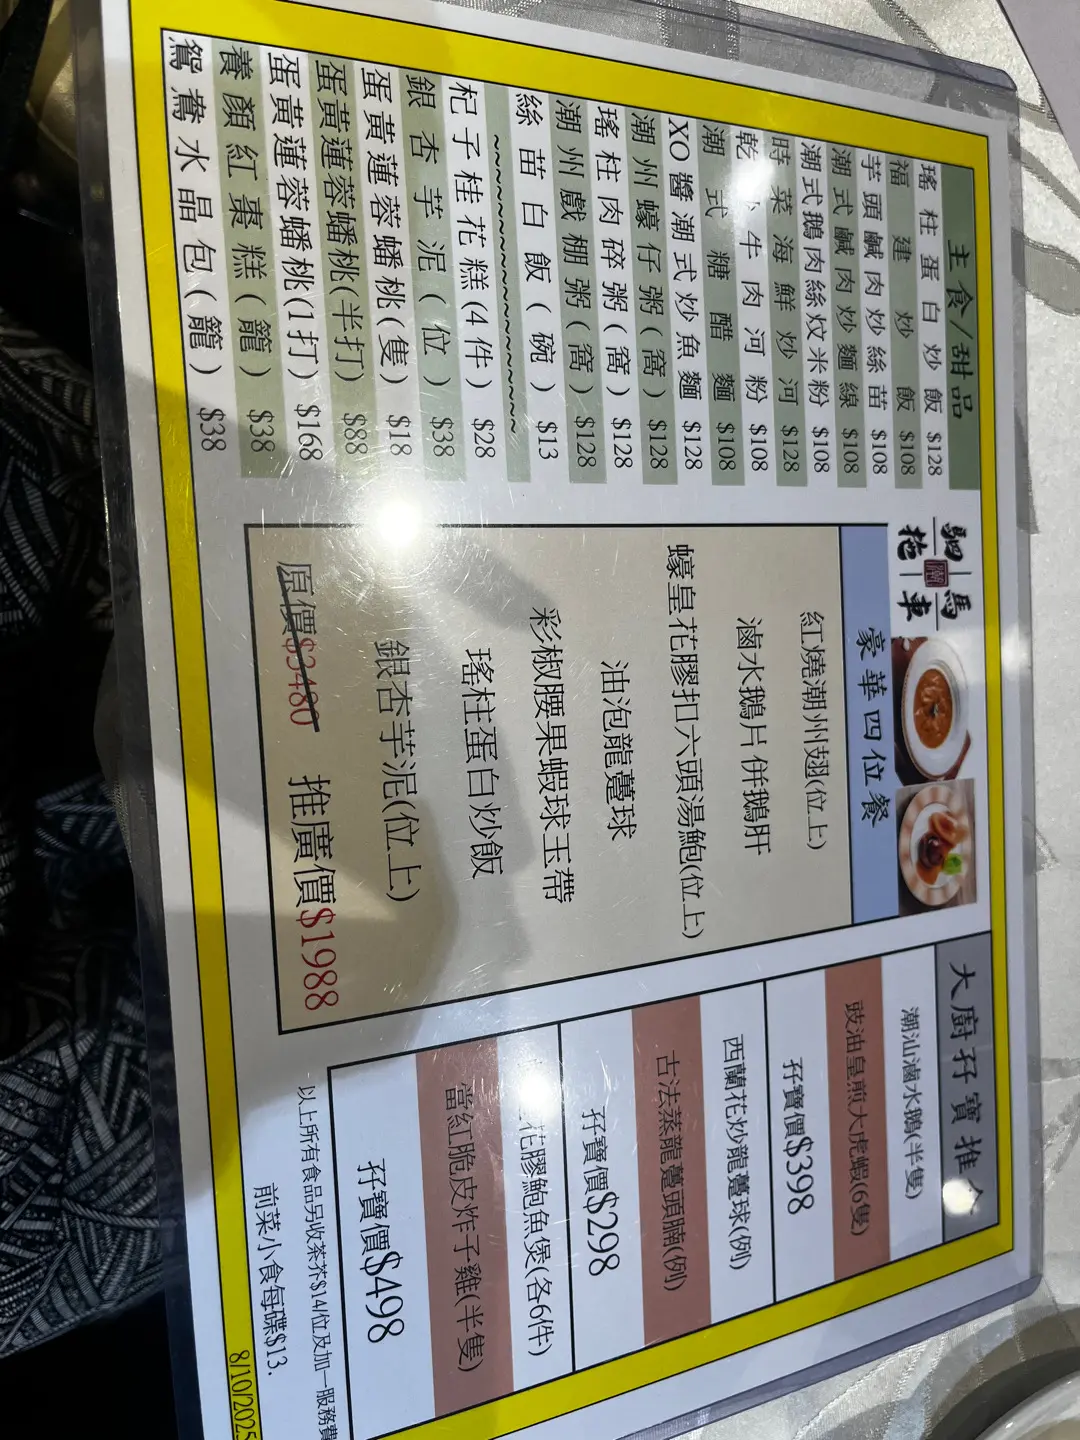 主食/甜品
瑤柱蛋白炒飯 $128
福建炒飯 $108
芋頭鹹肉炒絲苗 $108
潮式鹹肉炒麵線 $108
潮式鵝肉絲炆米粉 $108
時菜海鮮炒河 $128
乾炒牛肉河粉 $108
潮式糖醋麵 $108
XO醬潮式炒魚麵 $128
潮州蠔仔粥(窩) $128
瑤柱肉碎粥(窩) $128
潮州戲棚粥(窩) $128
絲苗白飯(碗) $13
~~~~~~~~~~~~~~~~~~~~
杞子桂花糕(4件) $28
銀杏芋泥(位) $38
蛋黃蓮蓉蟠桃(隻) $18
蛋黃蓮蓉蟠桃(半打) $88
蛋黃蓮蓉蟠桃(1打) $168
養顏紅棗糕(籠) $38
鴛鴦水晶包(籠) $38
駟馬
拖車
豪華四位餐
紅燒潮州翅(位上)
滷水鵝片併鵝肝
蠔皇花膠扣六頭湯鮑(位上)
油泡龍躉球
彩椒腰果蝦球玉帶
瑤柱蛋白炒飯
銀杏芋泥(位上)
原價$3480 推廣價$1988
大廚孖寶推介
潮汕滷水鵝(半隻)
豉油皇煎大虎蝦(6隻)
孖寶價$398
西蘭花炒龍躉球(例)
古法蒸龍躉頭腩(例)
孖寶價$298
花膠鮑魚煲(各6件)
當紅脆皮炸子雞(半隻)
孖寶價$498
以上所有食品另收茶芥$14/位及加一服務費
前菜小食每碟$13.
8/10/2025